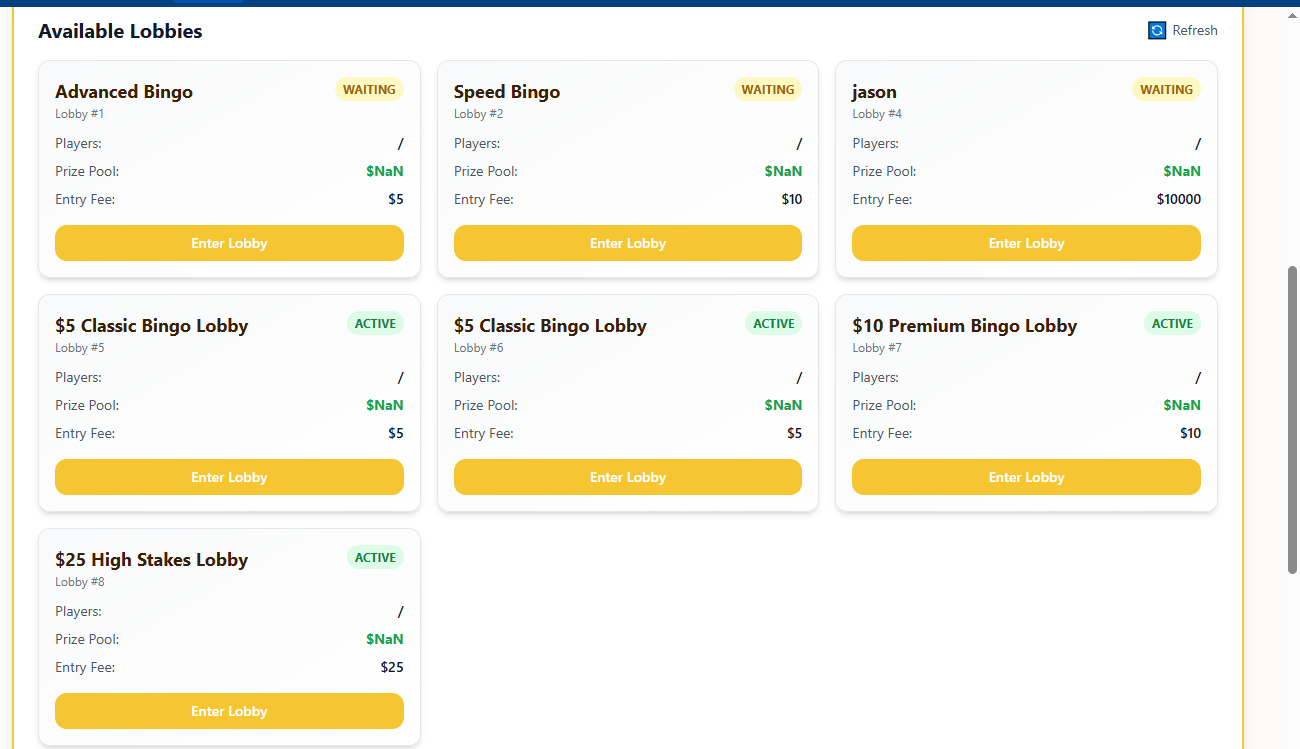 Available Lobbies
Refresh
Advanced Bingo WAITING
Lobby #1
Players: /
Prize Pool: $NaN
Entry Fee: $5
Enter Lobby
Speed Bingo WAITING
Lobby #2
Players: /
Prize Pool: $NaN
Entry Fee: $10
Enter Lobby
jason WAITING
Lobby #4
Players: /
Prize Pool: $NaN
Entry Fee: $10000
Enter Lobby
$5 Classic Bingo Lobby ACTIVE
Lobby #5
Players: /
Prize Pool: $NaN
Entry Fee: $5
Enter Lobby
$5 Classic Bingo Lobby ACTIVE
Lobby #6
Players: /
Prize Pool: $NaN
Entry Fee: $5
Enter Lobby
$10 Premium Bingo Lobby ACTIVE
Lobby #7
Players: /
Prize Pool: $NaN
Entry Fee: $10
Enter Lobby
$25 High Stakes Lobby ACTIVE
Lobby #8
Players: /
Prize Pool: $NaN
Entry Fee: $25
Enter Lobby